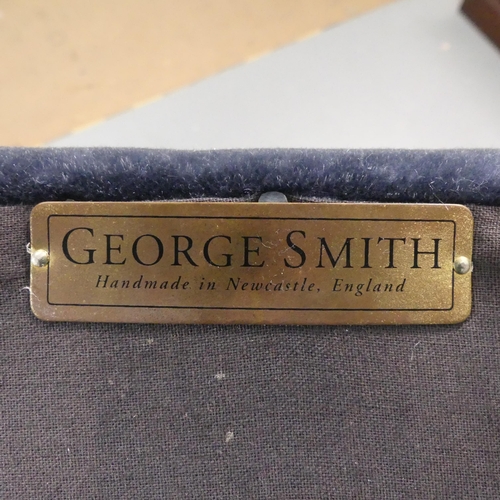 GEORGE SMITH
Handmade in Newcastle, England